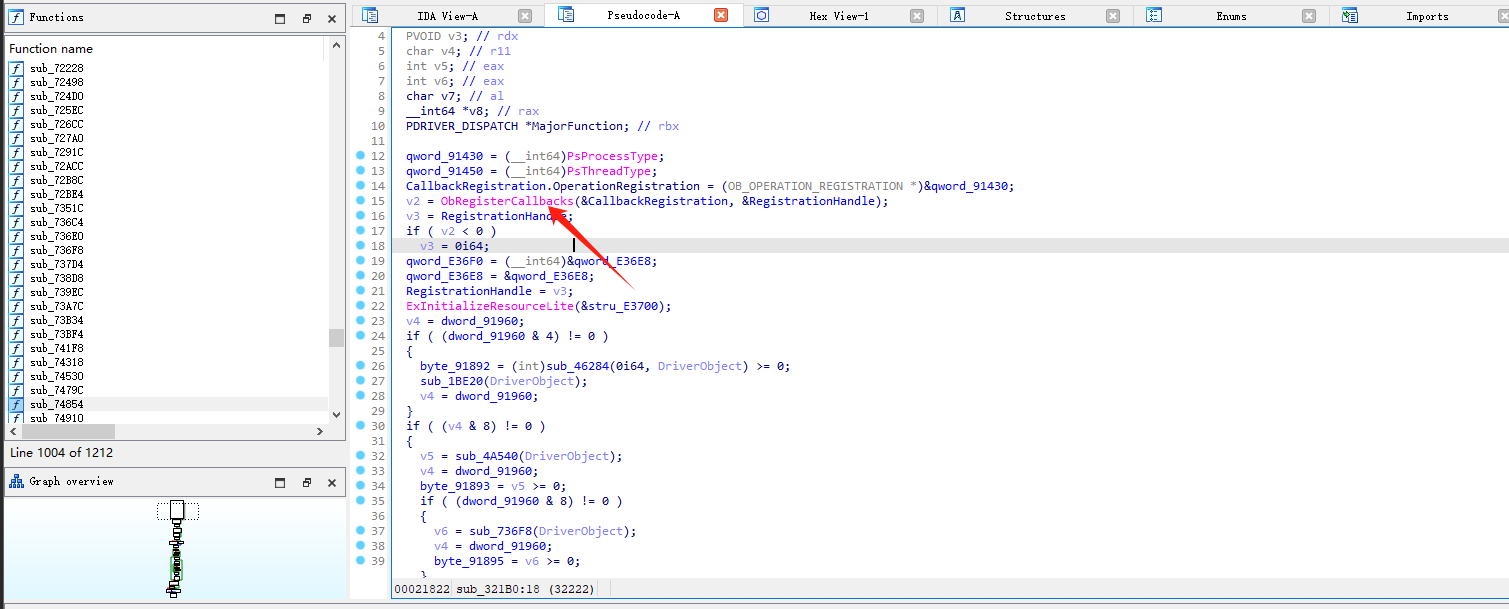 Functions
Function name
sub_72228
sub_72498
sub_724D0
sub_725EC
sub_726CC
sub_727A0
sub_7291C
sub_72ACC
sub_72B8C
sub_72BE4
sub_7351C
sub_736C4
sub_736E0
sub_736F8
sub_737D4
sub_738D8
sub_739EC
sub_73A7C
sub_73B34
sub_73BF4
sub_741F8
sub_74318
sub_74530
sub_7479C
sub_74854
sub_74910
Line 1004 of 1212
Graph overview
IDA View-A
Pseudocode-A
Hex View-1
Structures
Enums
Imports
4 PVOID v3; // rdx
5 char v4; // r11
6 int v5; // eax
7 int v6; // eax
8 char v7; // al
9 __int64 *v8; // rax
10 PDRIVER_DISPATCH *MajorFunction; // rbx
11
12 qword_91430 = (__int64)PsProcessType;
13 qword_91450 = (__int64)PsThreadType;
14 CallbackRegistration.OperationRegistration = (OB_OPERATION_REGISTRATION *)&qword_91430;
15 v2 = ObRegisterCallbacks(&CallbackRegistration, &RegistrationHandle);
16 v3 = RegistrationHandle;
17 if ( v2 < 0 )
18 v3 = 0i64;
19 qword_E36F0 = (__int64)&qword_E36E8;
20 qword_E36E8 = &qword_E36E8;
21 RegistrationHandle = v3;
22 ExInitializeResourceLite(&stru_E3700);
23 v4 = dword_91960;
24 if ( (dword_91960 & 4) != 0 )
25 {
26 byte_91892 = (int)sub_46284(0i64, DriverObject) >= 0;
27 sub_1BE20(DriverObject);
28 v4 = dword_91960;
29 }
30 if ( (v4 & 8) != 0 )
31 {
32 v5 = sub_4A540(DriverObject);
33 v4 = dword_91960;
34 byte_91893 = v5 >= 0;
35 if ( (dword_91960 & 8) != 0 )
36 {
37 v6 = sub_736F8(DriverObject);
38 v4 = dword_91960;
39 byte_91895 = v6 >= 0;
}
00021822 sub_321B0:18 (32222)